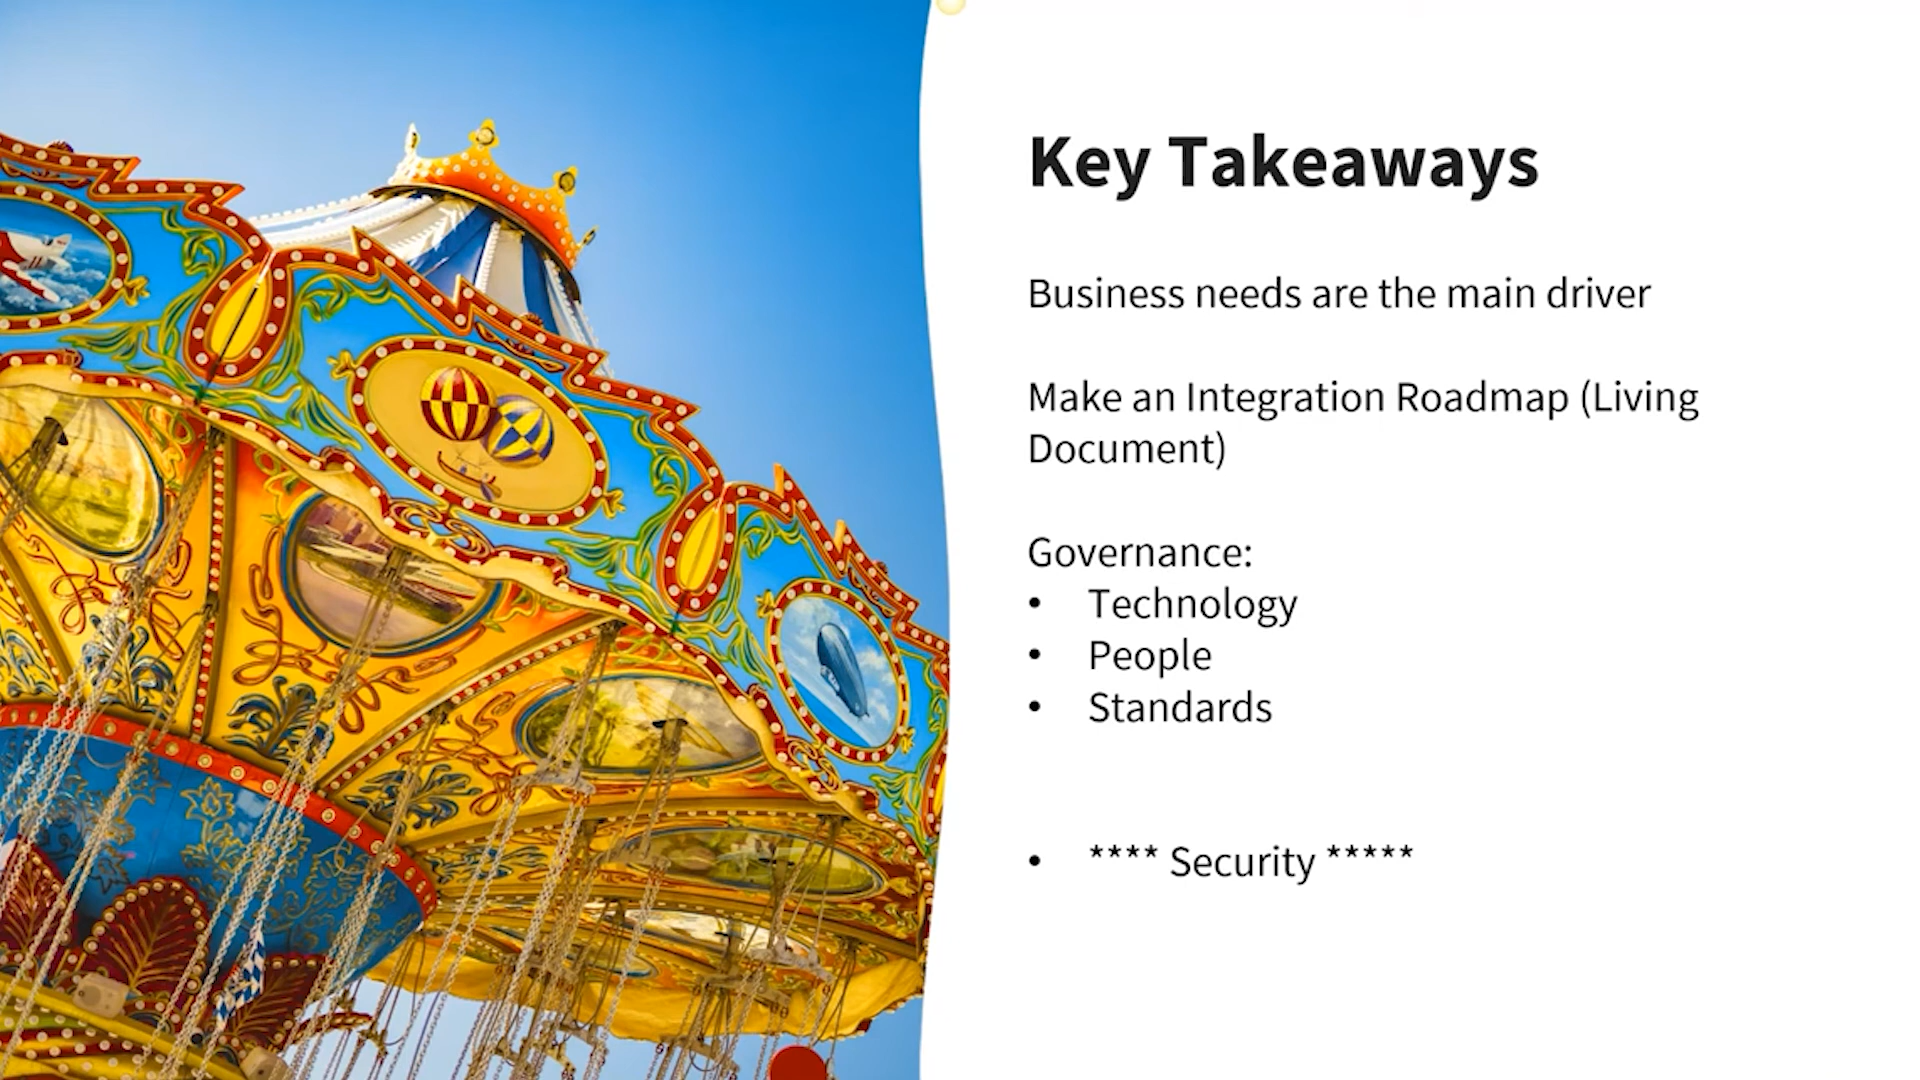 Key Takeaways
Business needs are the main driver
Make an Integration Roadmap (Living
Document)
Governance:
• Technology
• People
• Standards
• **** Security *****